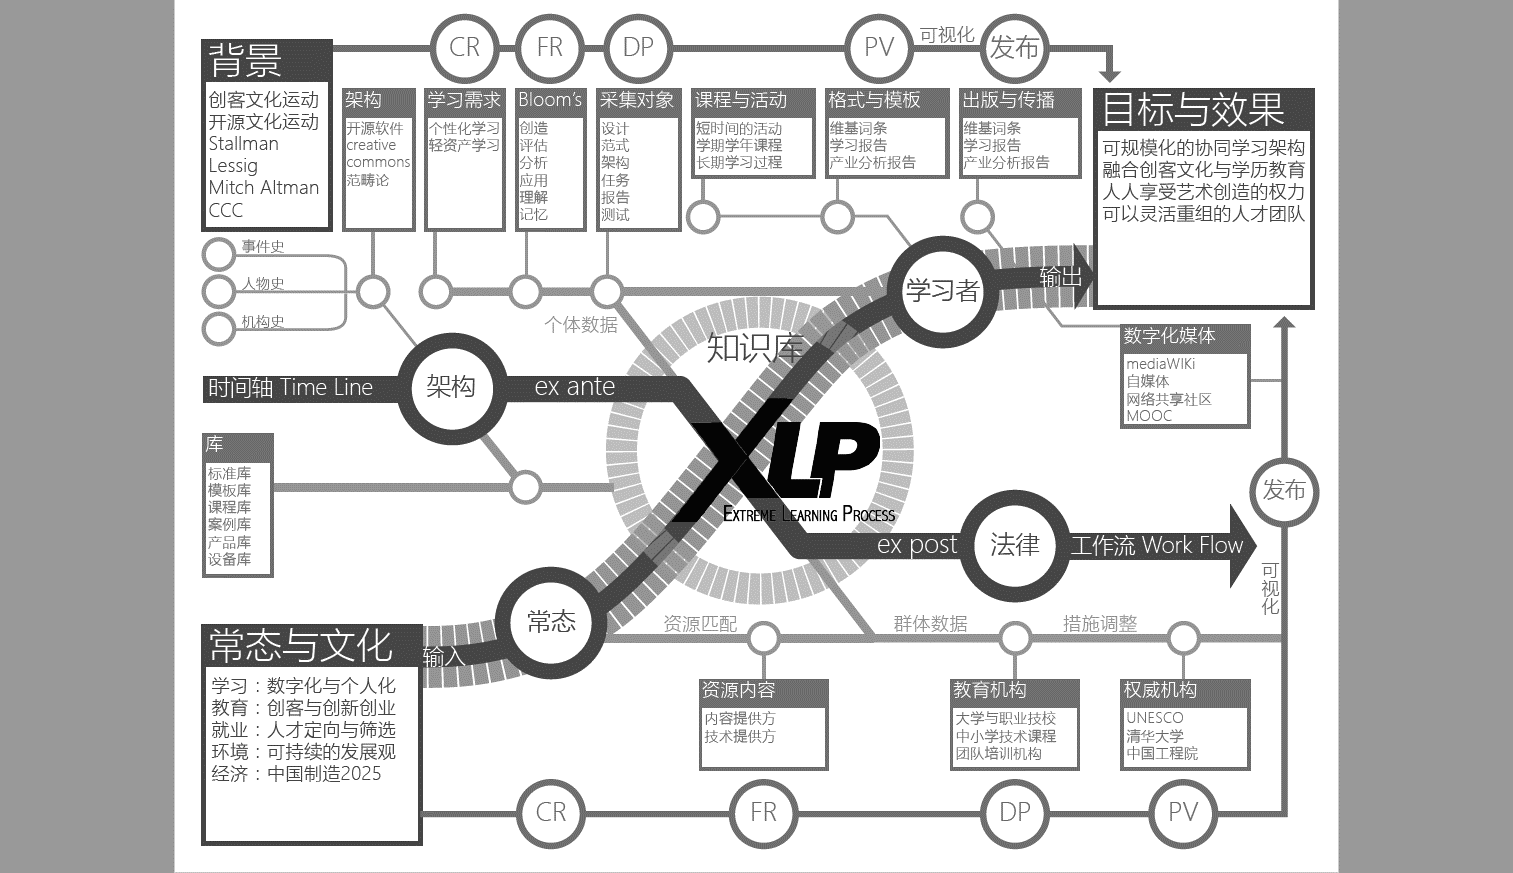 CR
FR
DP
PV
可视化
发布
背景
创客文化运动
开源文化运动
Stallman
Lessig
Mitch Altman
CCC
架构
开源软件
creative
commons
范畴论
学习需求
个性化学习
轻资产学习
Bloom's
创造
评估
分析
应用
理解
记忆
采集对象
设计
范式
架构
任务
报告
测试
课程与活动
短时间的活动
学期学年课程
长期学习过程
格式与模板
维基词条
学习报告
产业分析报告
出版与传播
维基词条
学习报告
产业分析报告
目标与效果
可规模化的协同学习架构
融合创客文化与学历教育
人人享受艺术创造的权力
可以灵活重组的人才团队
事件史
人物史
机构史
个体数据
知识库
学习者
输出
数字化媒体
mediaWIKi
自媒体
网络共享社区
MOOC
时间轴 Time Line
架构
ex ante
XLP
EXTREME LEARNING PROCESS
库
标准库
模板库
课程库
案例库
产品库
设备库
ex post
法律
工作流 Work Flow
发布
可视化
常态
输入
资源匹配
群体数据
措施调整
常态与文化
学习：数字化与个人化
教育：创客与创新创业
就业：人才定向与筛选
环境：可持续的发展观
经济：中国制造2025
资源内容
内容提供方
技术提供方
教育机构
大学与职业技校
中小学技术课程
团队培训机构
权威机构
UNESCO
清华大学
中国工程院
CR
FR
DP
PV